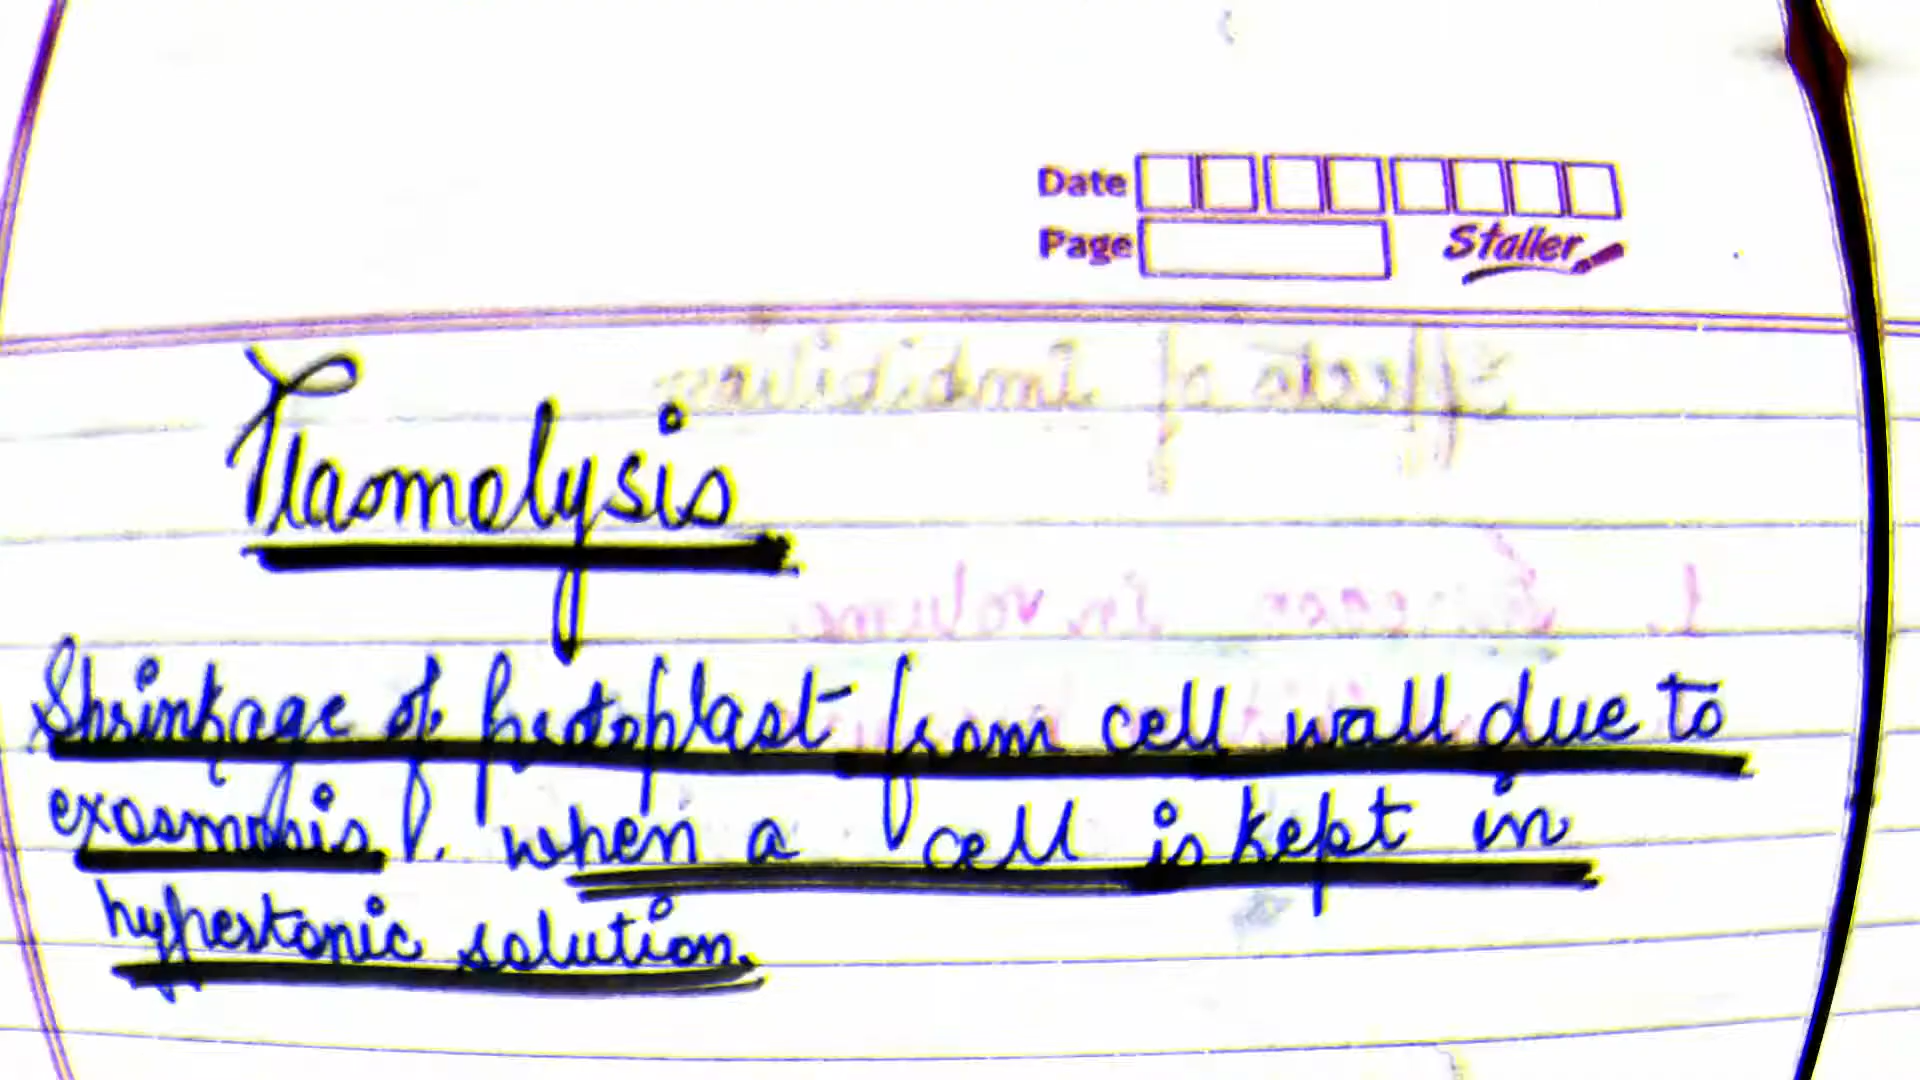 Date
Page
Staller
Plasmolysis
Shrinkage of protoplast from cell wall due to
exosmosis, when a cell is kept in
hypertonic solution.